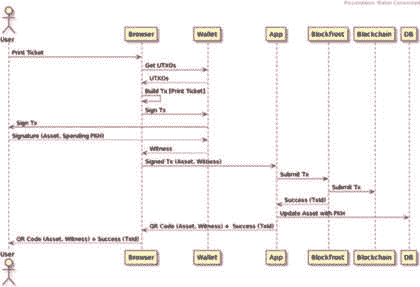 Precondition: Wallet Connected
User
Browser
Wallet
App
Blockfrost
Blockchain
DB
Print Ticket
Get UTXOs
UTXOs
Build Tx [Print Ticket]
Sign Tx
Sign Tx
Signature (Asset, Spending PKH)
Witness
Signed Tx (Asset, Witness)
Submit Tx
Submit Tx
Success (TxId)
Update Asset with PKH
QR Code (Asset, Witness) + Success (TxId)
QR Code (Asset, Witness) + Success (TxId)
User
Browser
Wallet
App
Blockfrost
Blockchain
DB